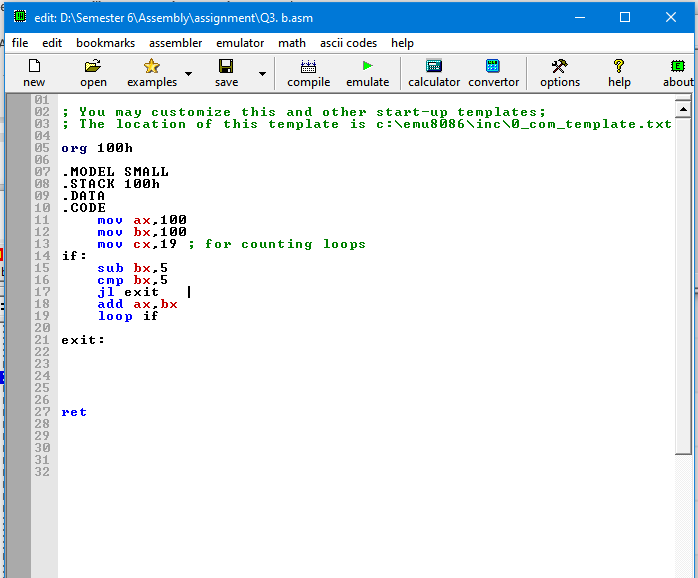 edit: D:\Semester 6\Assembly\assignment\Q3. b.asm
file edit bookmarks assembler emulator math ascii codes help
new open examples save compile emulate calculator convertor options help about
01
02 ; You may customize this and other start-up templates;
03 ; The location of this template is c:\emu8086\inc\0_com_template.txt
04
05 org 100h
06
07 .MODEL SMALL
08 .STACK 100h
09 .DATA
10 .CODE
11 mov ax,100
12 mov bx,100
13 mov cx,19 ; for counting loops
14 if:
15 sub bx,5
16 cmp bx,5
17 jl exit
18 add ax,bx
19 loop if
20
21 exit:
22
23
24
25
26
27 ret
28
29
30
31
32